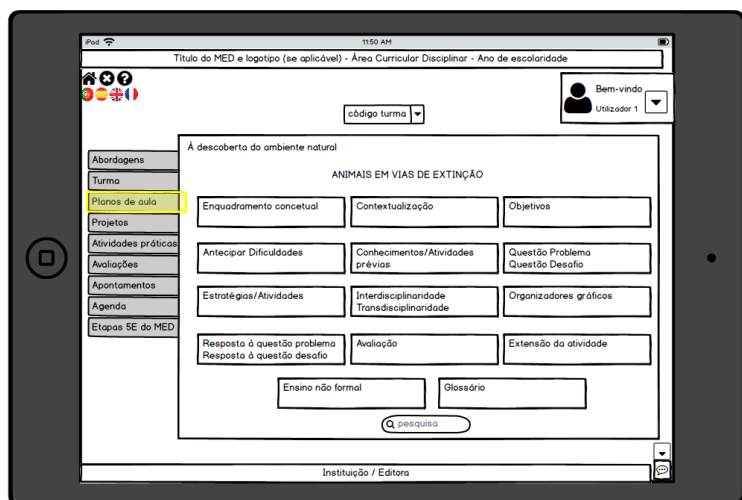 iPod
11:50 AM
Título do MED e logotipo (se aplicável) - Área Curricular Disciplinar - Ano de escolaridade
Bem-vindo
Utilizador 1
código turma
À descoberta do ambiente natural
ANIMAIS EM VIAS DE EXTINÇÃO
Abordagens
Turma
Planos de aula
Projetos
Atividades práticas
Avaliações
Apontamentos
Agenda
Etapas 5E do MED
Enquadramento concetual
Contextualização
Objetivos
Antecipar Dificuldades
Conhecimentos/Atividades
prévias
Questão Problema
Questão Desafio
Estratégias/Atividades
Interdisciplinaridade
Transdisciplinaridade
Organizadores gráficos
Resposta à questão problema
Resposta à questão desafio
Avaliação
Extensão da atividade
Ensino não formal
Glossário
pesquisa
Instituição / Editora